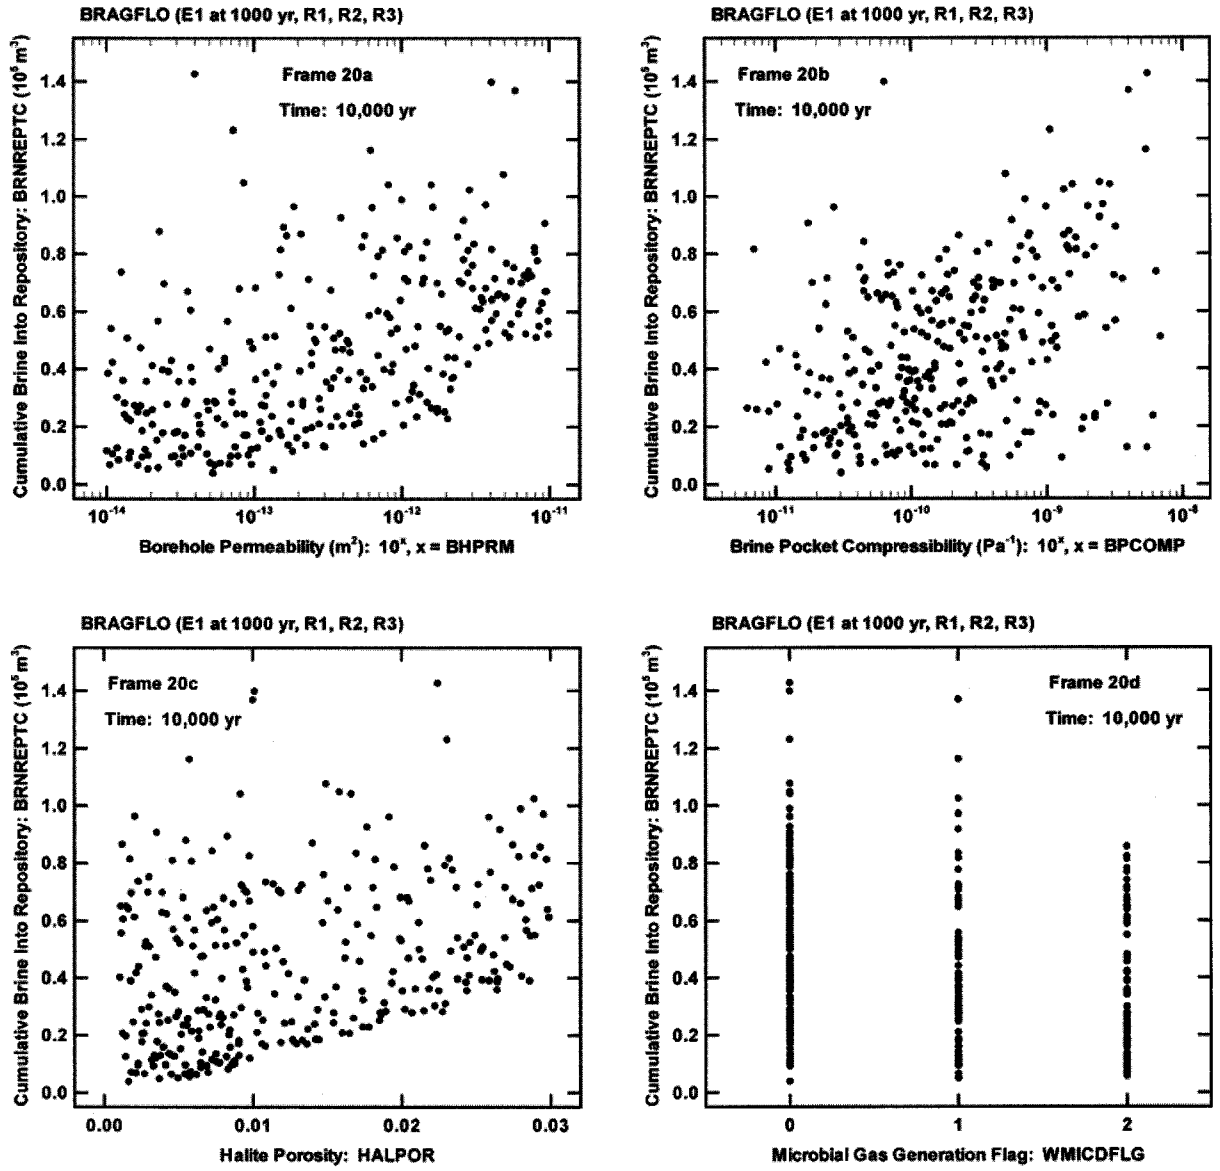 BRAGFLO (E1 at 1000 yr, R1, R2, R3)
Cumulative Brine Into Repository: BRNREPTC (10⁵ m³)
Frame 20a
Time: 10,000 yr
1.4
1.2
1.0
0.8
0.6
0.4
0.2
0.0
10⁻¹⁴ 10⁻¹³ 10⁻¹² 10⁻¹¹
Borehole Permeability (m²): 10ˣ, x = BHPRM
BRAGFLO (E1 at 1000 yr, R1, R2, R3)
Cumulative Brine Into Repository: BRNREPTC (10⁵ m³)
Frame 20b
Time: 10,000 yr
1.4
1.2
1.0
0.8
0.6
0.4
0.2
0.0
10⁻¹¹ 10⁻¹⁰ 10⁻⁹ 10⁻⁸
Brine Pocket Compressibility (Pa⁻¹): 10ˣ, x = BPCOMP
BRAGFLO (E1 at 1000 yr, R1, R2, R3)
Cumulative Brine Into Repository: BRNREPTC (10⁵ m³)
Frame 20c
Time: 10,000 yr
1.4
1.2
1.0
0.8
0.6
0.4
0.2
0.0
0.00 0.01 0.02 0.03
Halite Porosity: HALPOR
BRAGFLO (E1 at 1000 yr, R1, R2, R3)
Cumulative Brine Into Repository: BRNREPTC (10⁵ m³)
Frame 20d
Time: 10,000 yr
1.4
1.2
1.0
0.8
0.6
0.4
0.2
0.0
0 1 2
Microbial Gas Generation Flag: WMICDFLG